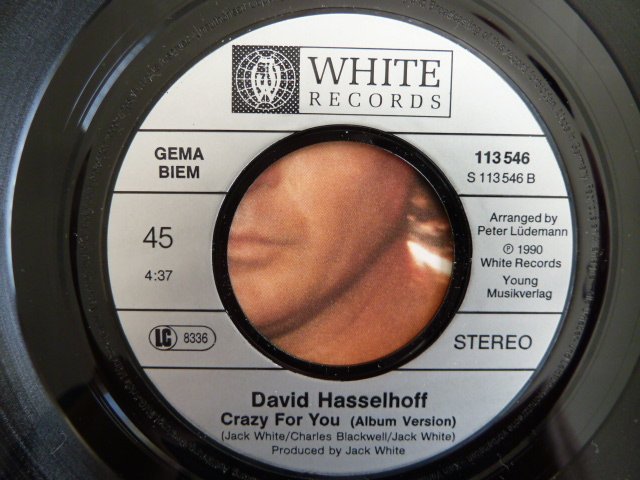 WHITE
RECORDS
GEMA
BIEM
113 546
S 113 546 B
45
4:37
Arranged by
Peter Lüdemann
℗ 1990
White Records
Young
Musikverlag
LC 8336
STEREO
David Hasselhoff
Crazy For You (Album Version)
(Jack White/Charles Blackwell/Jack White)
Produced by Jack White